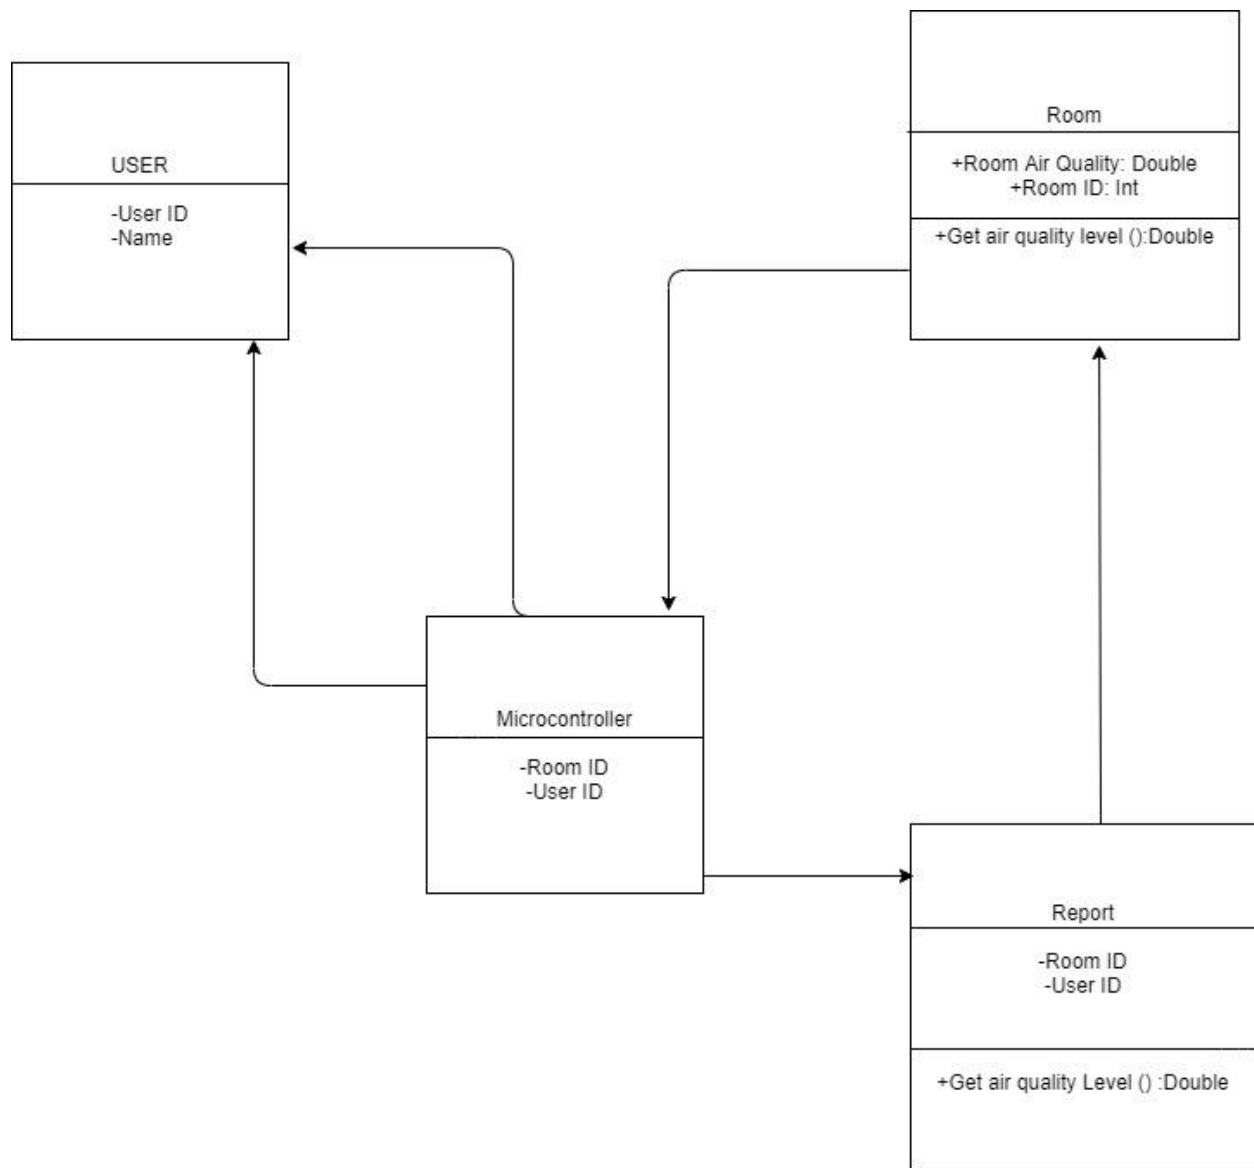 USER
-User ID
-Name
Room
+Room Air Quality: Double
+Room ID: Int
+Get air quality level ():Double
Microcontroller
-Room ID
-User ID
Report
-Room ID
-User ID
+Get air quality Level () :Double